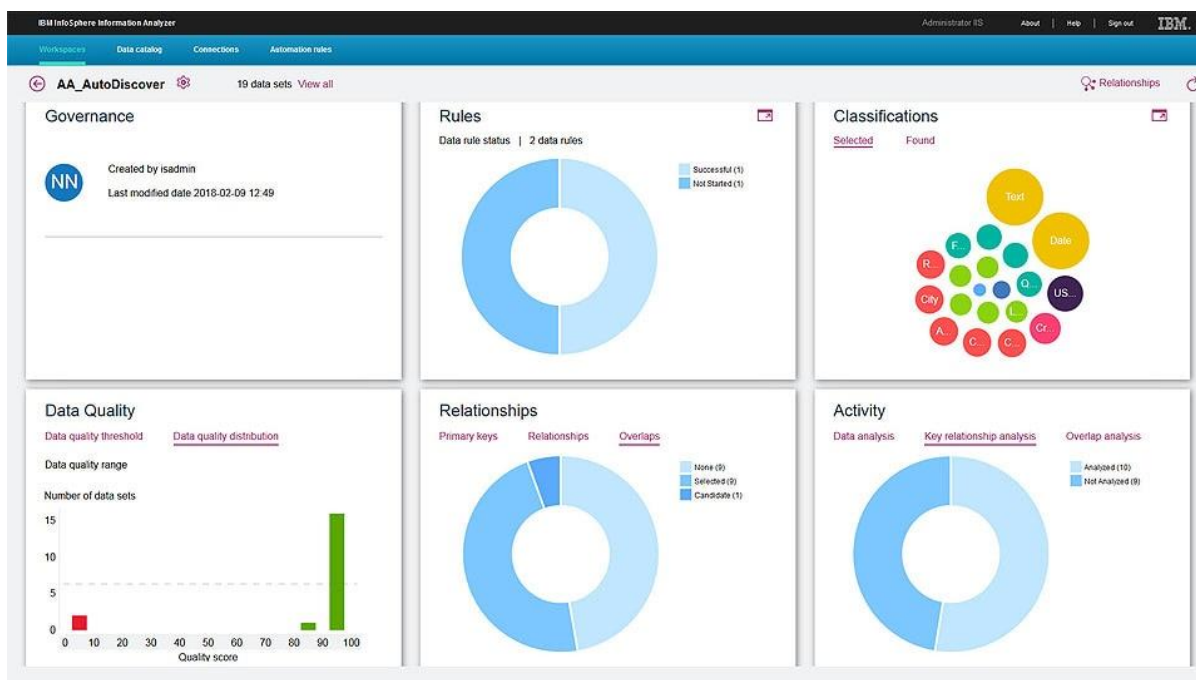 IBM InfoSphere Information Analyzer
Administrator IIS About | Help | Sign out IBM.
Workspaces Data catalog Connections Automation rules
AA_AutoDiscover 19 data sets View all Relationships
Governance
NN
Created by isadmin
Last modified date 2018-02-09 12:49
Rules
Data rule status | 2 data rules
Successful (1)
Not Started (1)
Classifications
Selected Found
Text
Date
F...
R...
Q...
US...
City
L...
Cr...
A...
C...
C...
Data Quality
Data quality threshold Data quality distribution
Data quality range
Number of data sets
15
10
5
0
0 10 20 30 40 50 60 70 80 90 100
Quality score
Relationships
Primary keys Relationships Overlaps
None (9)
Selected (9)
Candidate (1)
Activity
Data analysis Key relationship analysis Overlap analysis
Analyzed (10)
Not Analyzed (9)